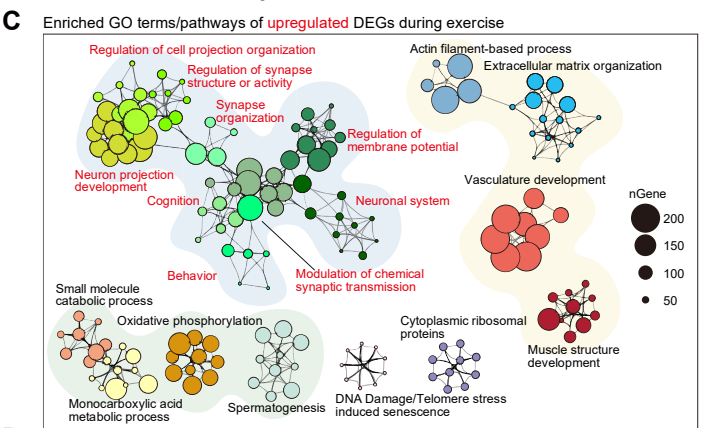 C
Enriched GO terms/pathways of upregulated DEGs during exercise
Regulation of cell projection organization
Regulation of synapse
structure or activity
Synapse
organization
Regulation of
membrane potential
Neuron projection
development
Cognition
Neuronal system
Behavior
Modulation of chemical
synaptic transmission
Actin filament-based process
Extracellular matrix organization
Vasculature development
nGene
200
150
100
50
Muscle structure
development
Small molecule
catabolic process
Oxidative phosphorylation
Monocarboxylic acid
metabolic process
Spermatogenesis
Cytoplasmic ribosomal
proteins
DNA Damage/Telomere stress
induced senescence